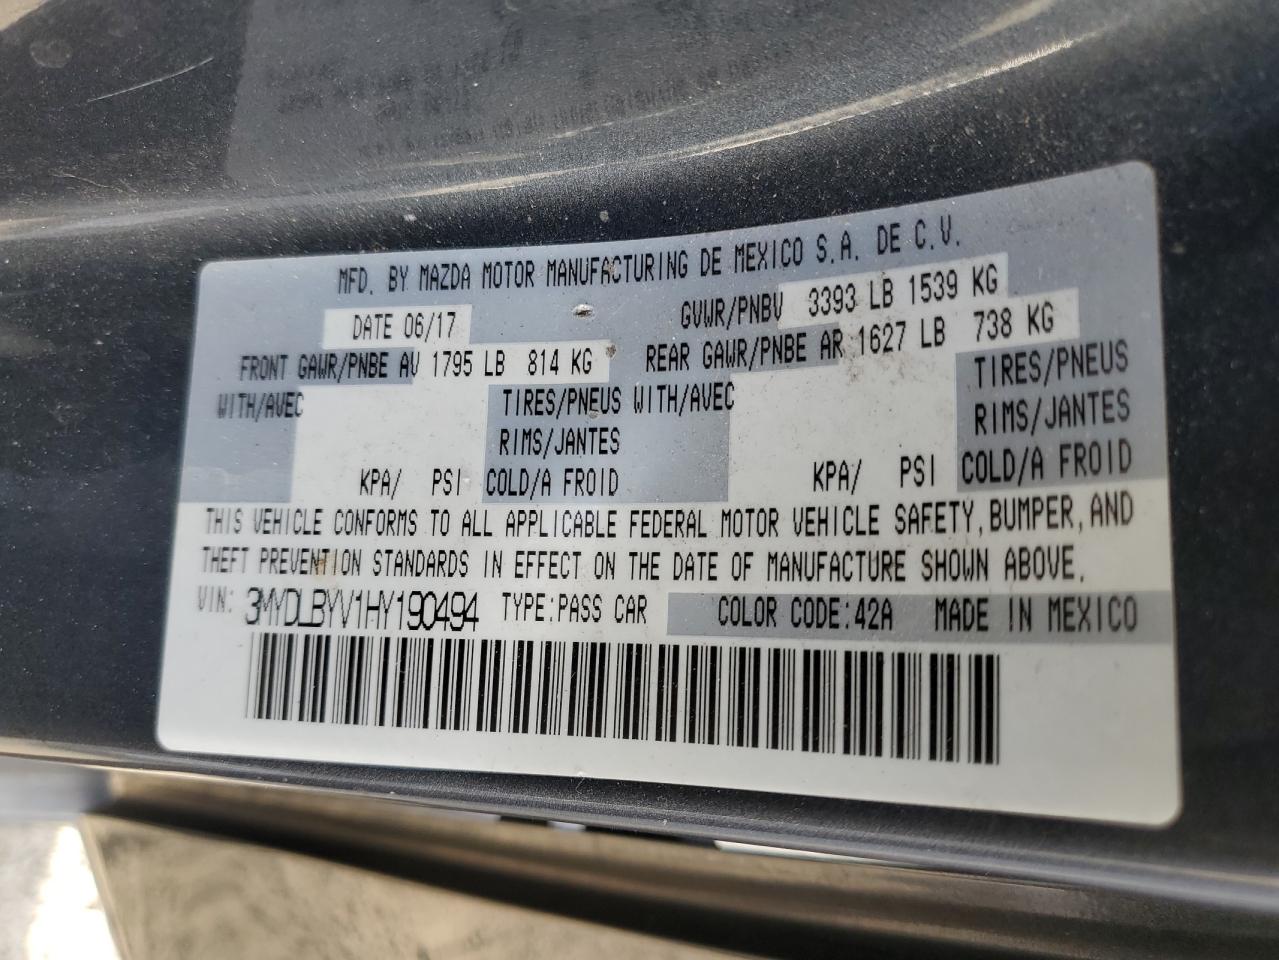 MFD. BY MAZDA MOTOR MANUFACTURING DE MEXICO S.A. DE C.V.
DATE 06/17 GVWR/PNBV 3393 LB 1539 KG
FRONT GAWR/PNBE AV 1795 LB 814 KG REAR GAWR/PNBE AR 1627 LB 738 KG
WITH/AVEC TIRES/PNEUS WITH/AVEC TIRES/PNEUS
RIMS/JANTES RIMS/JANTES
KPA/ PSI COLD/A FROID KPA/ PSI COLD/A FROID
THIS VEHICLE CONFORMS TO ALL APPLICABLE FEDERAL MOTOR VEHICLE SAFETY, BUMPER, AND
THEFT PREVENTION STANDARDS IN EFFECT ON THE DATE OF MANUFACTURE SHOWN ABOVE.
VIN: 3MYDLBYV1HY190494 TYPE:PASS CAR COLOR CODE:42A MADE IN MEXICO